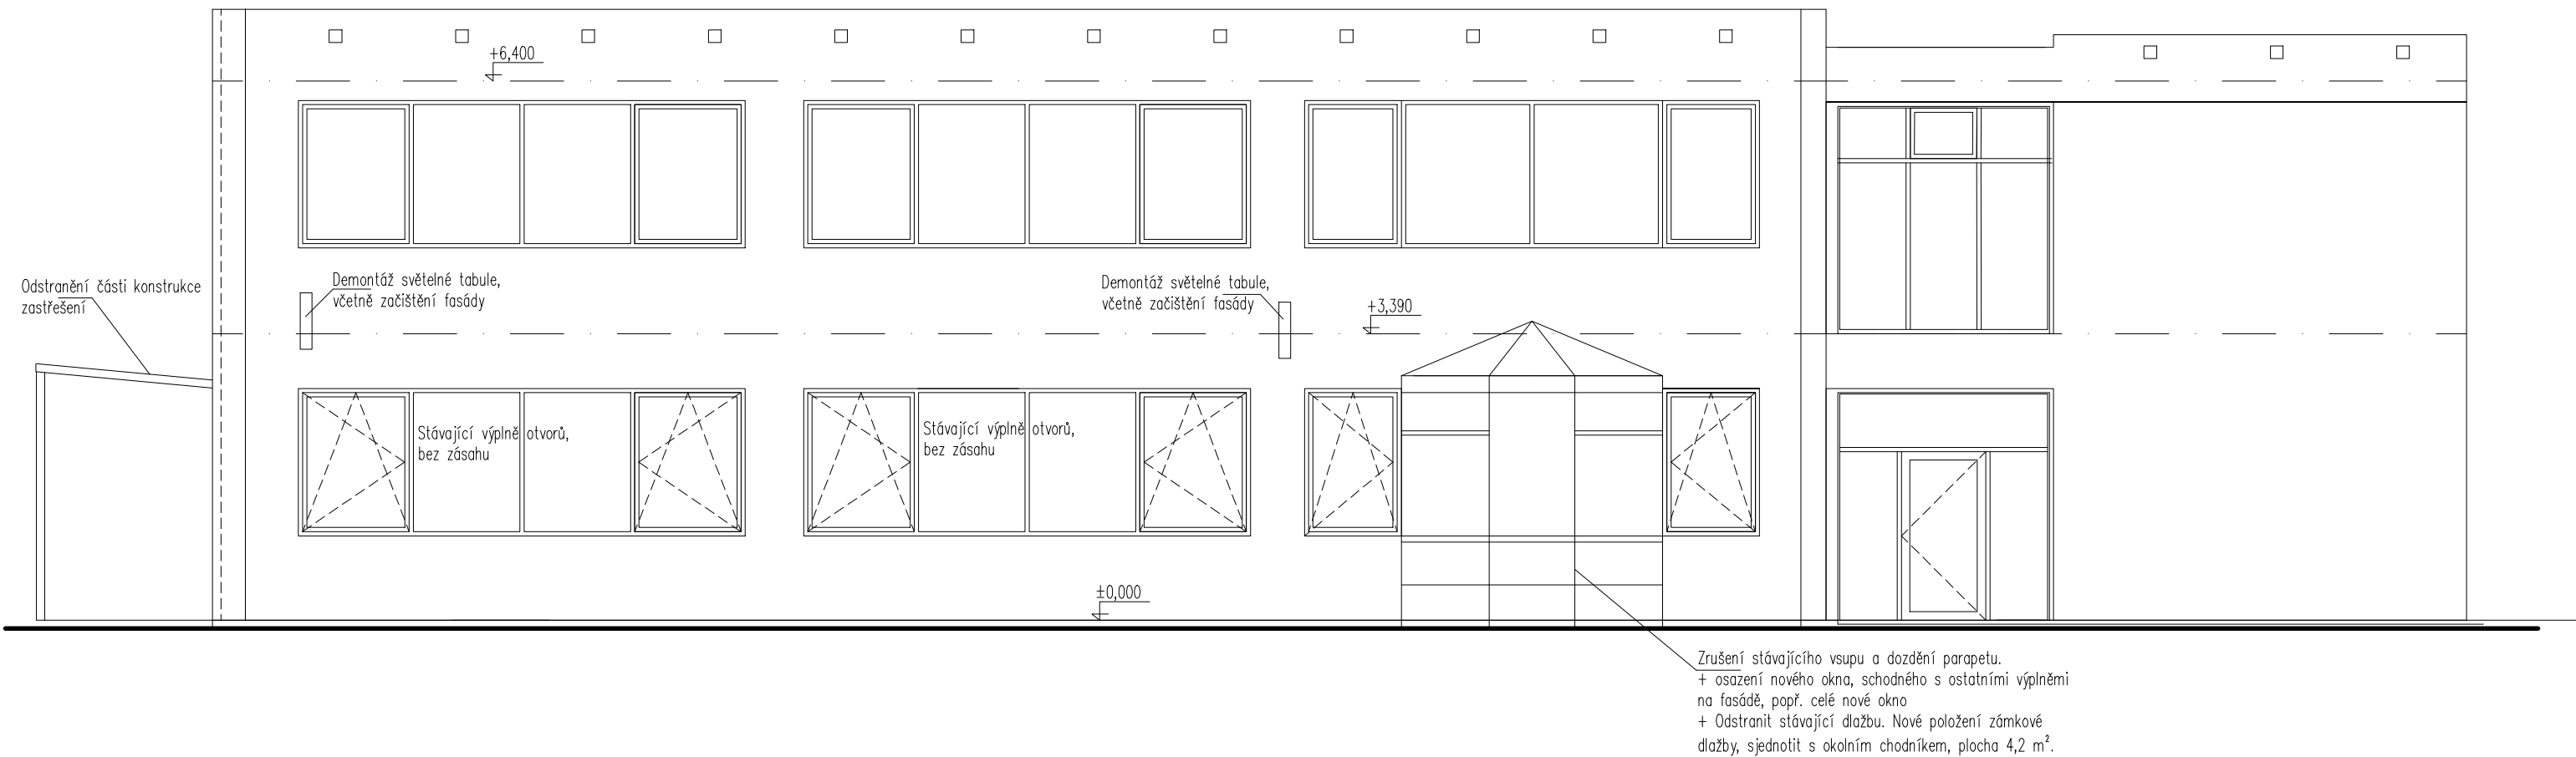 +6,400
Odstranění části konstrukce
zastřešení
Demontáž světelné tabule,
včetně začištění fasády
Demontáž světelné tabule,
včetně začištění fasády
+3,390
Stávající výplně otvorů,
bez zásahu
Stávající výplně otvorů,
bez zásahu
±0,000
Zrušení stávajícího vsupu a dozdění parapetu.
+ osazení nového okna, schodného s ostatními výplněmi
na fasádě, popř. celé nové okno
+ Odstranit stávající dlažbu. Nové položení zámkové
dlažby, sjednotit s okolním chodníkem, plocha 4,2 m².